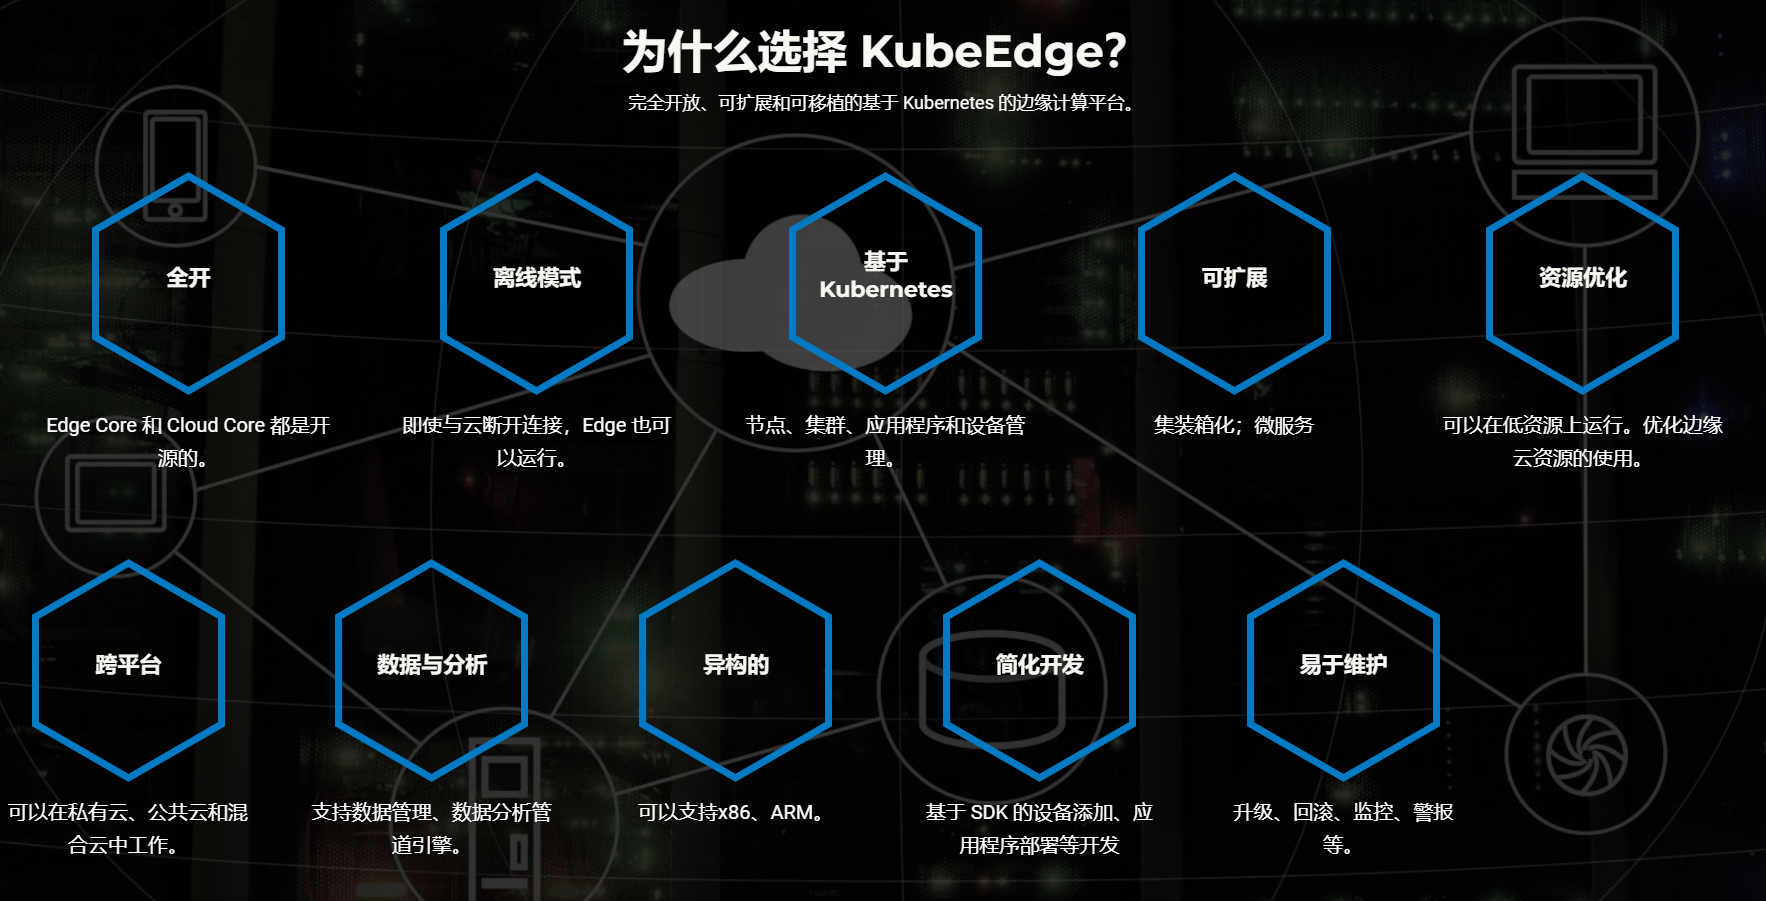 为什么选择 KubeEdge?
完全开放、可扩展和可移植的基于 Kubernetes 的边缘计算平台。
全开
离线模式
基于
Kubernetes
可扩展
资源优化
Edge Core 和 Cloud Core 都是开
源的。
即使与云断开连接，Edge 也可
以运行。
节点、集群、应用程序和设备管
理。
集装箱化；微服务
可以在低资源上运行。优化边缘
云资源的使用。
跨平台
数据与分析
异构的
简化开发
易于维护
可以在私有云、公共云和混
合云中工作。
支持数据管理、数据分析管
道引擎。
可以支持x86、ARM。
基于 SDK 的设备添加、应
用程序部署等开发
升级、回滚、监控、警报
等。